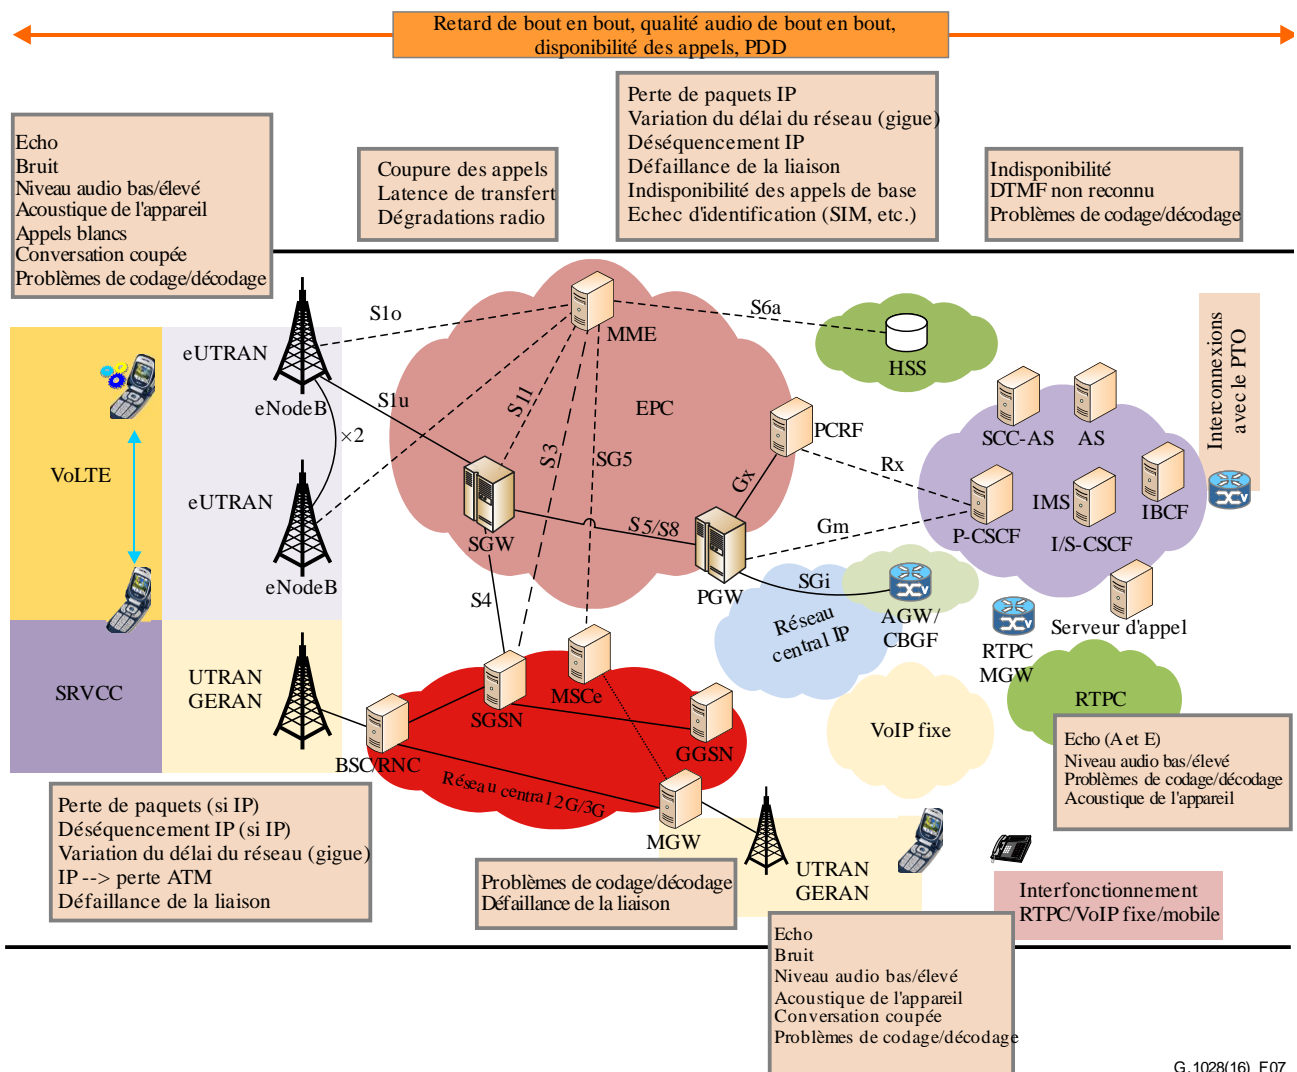 Retard de bout en bout, qualité audio de bout en bout,
disponibilité des appels, PDD
Echo
Bruit
Niveau audio bas/élevé
Acoustique de l'appareil
Appels blancs
Conversation coupée
Problèmes de codage/décodage
Coupure des appels
Latence de transfert
Dégradations radio
Perte de paquets IP
Variation du délai du réseau (gigue)
Déséquencement IP
Défaillance de la liaison
Indisponibilité des appels de base
Echec d'identification (SIM, etc.)
Indisponibilité
DTMF non reconnu
Problèmes de codage/décodage
eUTRAN
eNodeB
S1o
S1u
×2
MME
S6a
HSS
EPC
S11
S3
SG5
PCRF
Gx
Rx
SCC-AS
AS
Interconnexions
avec le PTO
VoLTE
eUTRAN
eNodeB
SGW
S5/S8
PGW
Gm
IMS
P-CSCF
I/S-CSCF
IBCF
S4
SGi
Réseau
central IP
AGW/
CBGF
RTPC
MGW
Serveur d'appel
SRVCC
UTRAN
GERAN
BSC/RNC
SGSN
MSCe
GGSN
Réseau central 2G/3G
MGW
VoIP fixe
RTPC
Echo (A et E)
Niveau audio bas/élevé
Problèmes de codage/décodage
Acoustique de l'appareil
Perte de paquets (si IP)
Déséquencement IP (si IP)
Variation du délai du réseau (gigue)
IP --> perte ATM
Défaillance de la liaison
Problèmes de codage/décodage
Défaillance de la liaison
UTRAN
GERAN
Interfonctionnement
RTPC/VoIP fixe/mobile
Echo
Bruit
Niveau audio bas/élevé
Acoustique de l'appareil
Conversation coupée
Problèmes de codage/décodage
G.1028(16)_F07